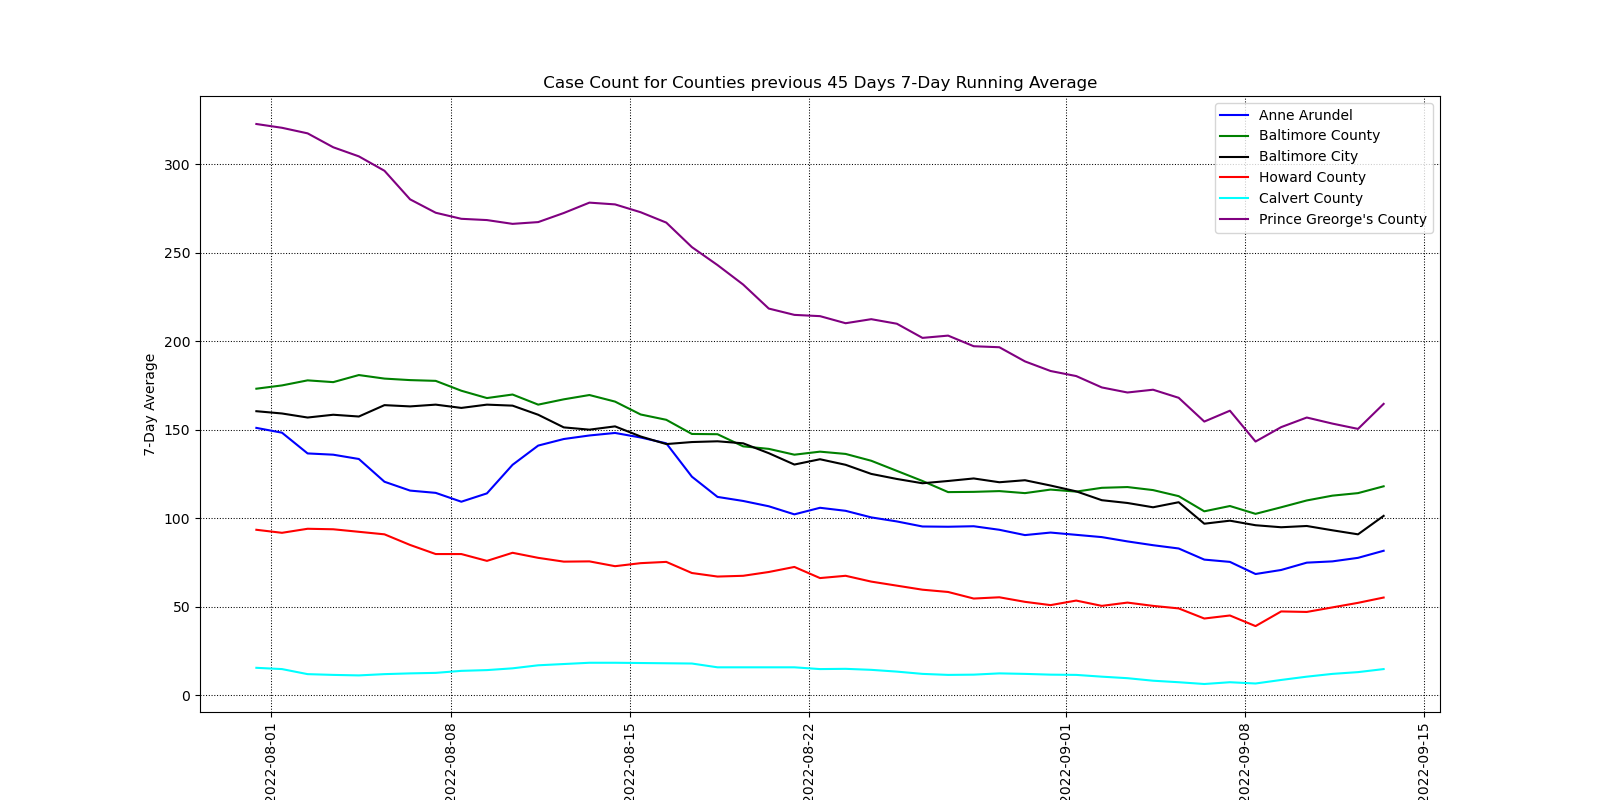 Case Count for Counties previous 45 Days 7-Day Running Average
Anne Arundel
Baltimore County
Baltimore City
Howard County
Calvert County
Prince Greorge's County
7-Day Average
300
250
200
150
100
50
0
2022-08-01
2022-08-08
2022-08-15
2022-08-22
2022-09-01
2022-09-08
2022-09-15